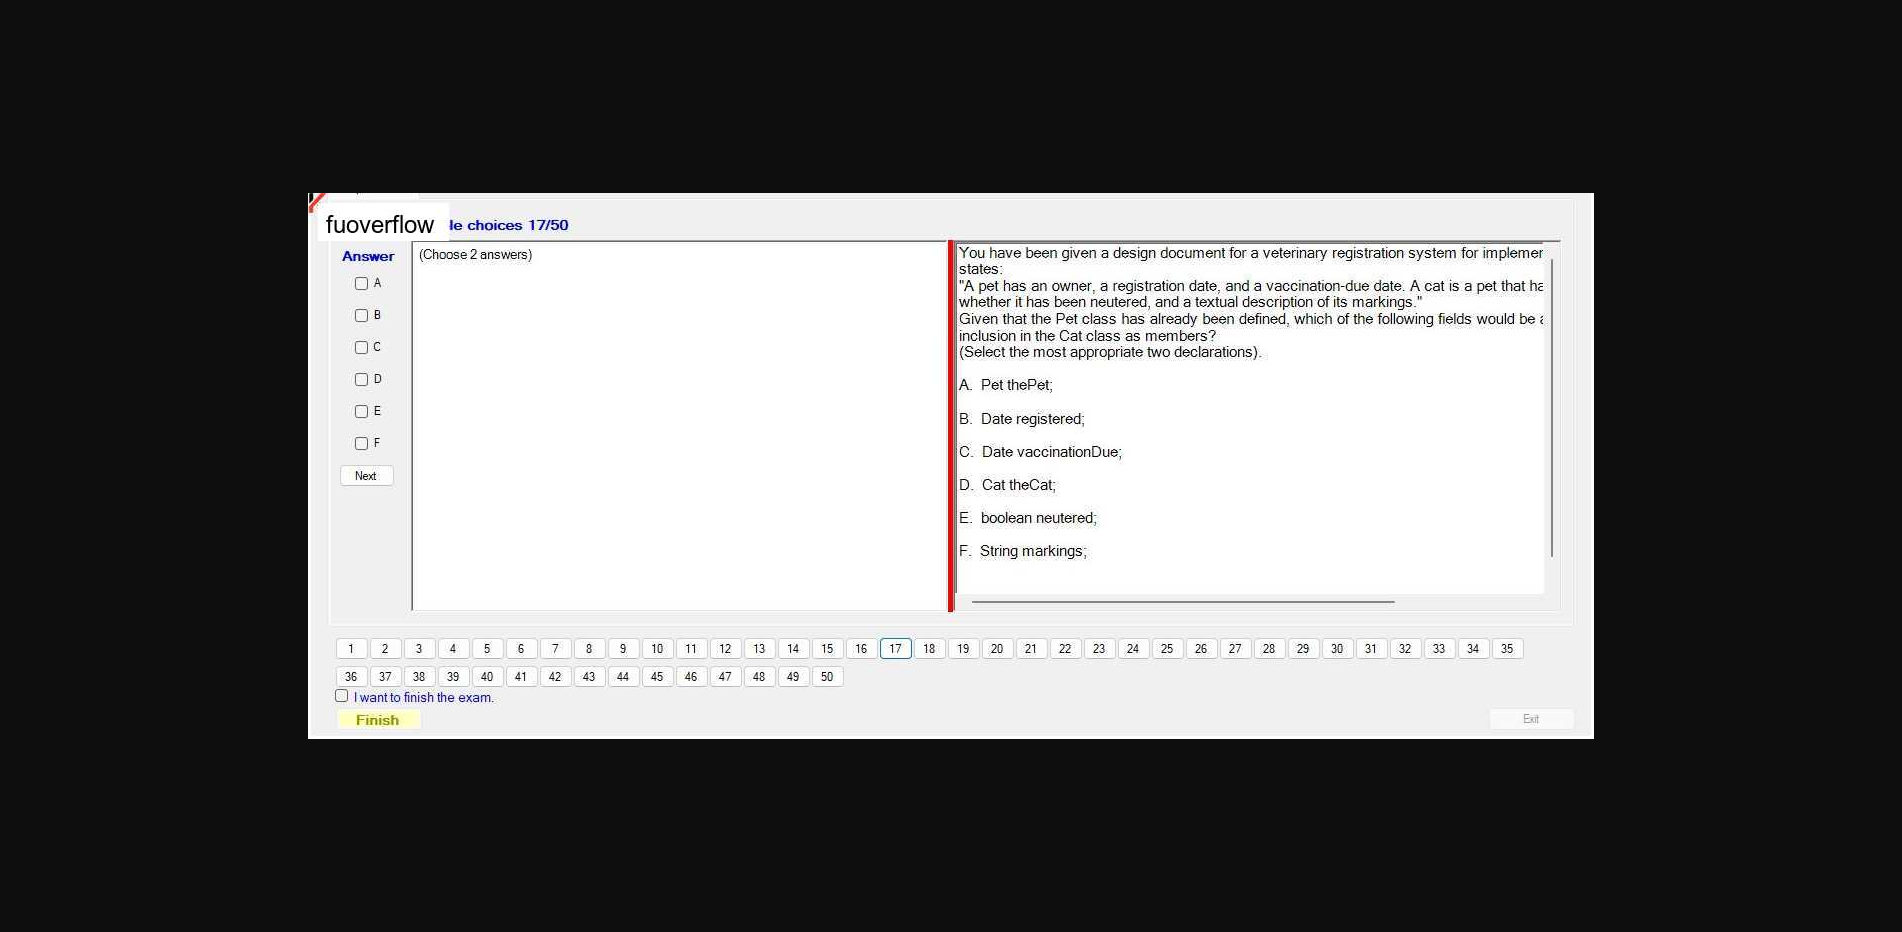 fuoverflow
le choices 17/50
Answer
A
B
C
D
E
F
Next
(Choose 2 answers)
You have been given a design document for a veterinary registration system for implemen
states:
"A pet has an owner, a registration date, and a vaccination-due date. A cat is a pet that ha
whether it has been neutered, and a textual description of its markings."
Given that the Pet class has already been defined, which of the following fields would be a
inclusion in the Cat class as members?
(Select the most appropriate two declarations).
A. Pet thePet;
B. Date registered;
C. Date vaccinationDue;
D. Cat theCat;
E. boolean neutered;
F. String markings;
1 2 3 4 5 6 7 8 9 10 11 12 13 14 15 16 17 18 19 20 21 22 23 24 25 26 27 28 29 30 31 32 33 34 35
36 37 38 39 40 41 42 43 44 45 46 47 48 49 50
I want to finish the exam.
Finish
Exit